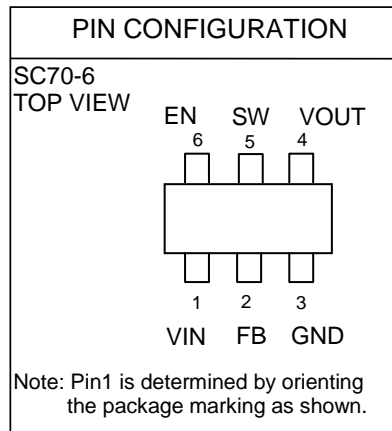 PIN CONFIGURATION
SC70-6
TOP VIEW
EN SW VOUT
6 5 4
1 2 3
VIN FB GND
Note: Pin1 is determined by orienting
the package marking as shown.